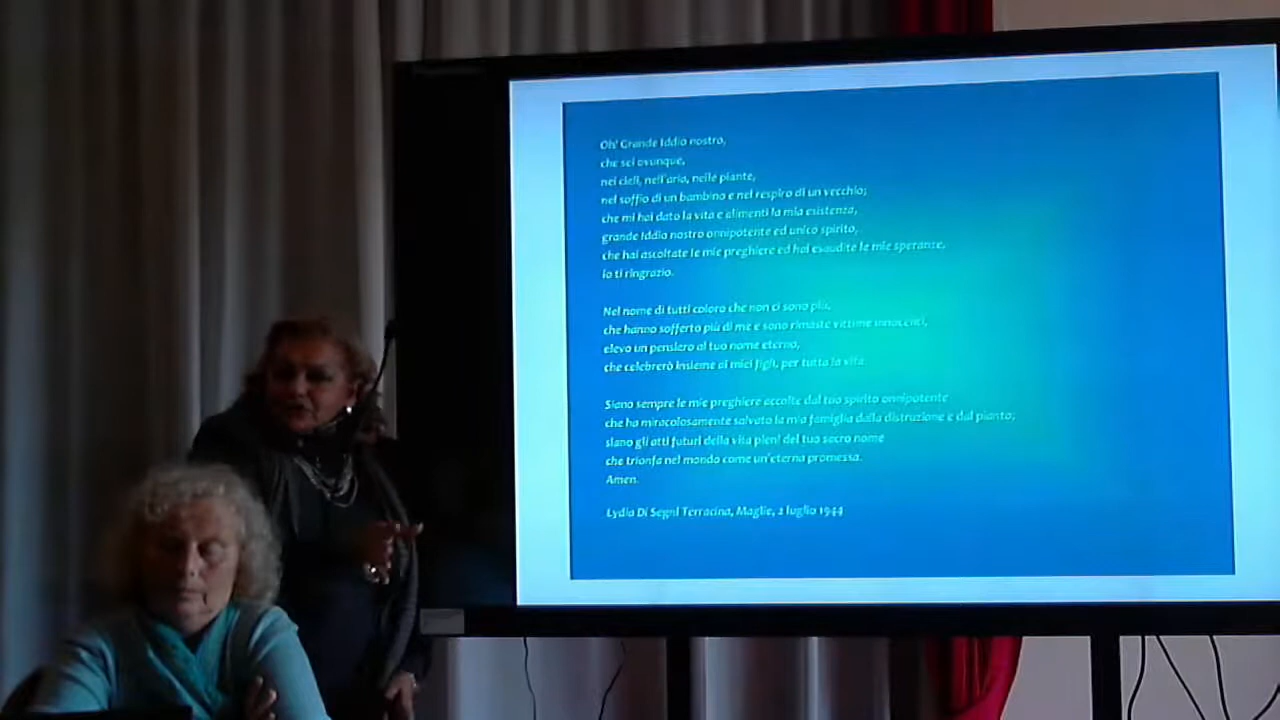 Oh! Grande Iddio nostro,
che sei ovunque,
nei cieli, nell'aria, nelle piante,
nel soffio di un bambino e nel respiro di un vecchio;
che mi hai dato la vita e alimenti la mia esistenza,
grande Iddio nostro onnipotente ed unico spirito,
che hai ascoltate le mie preghiere ed hai esaudite le mie speranze,
io ti ringrazio.
Nel nome di tutti coloro che non ci sono più,
che hanno sofferto più di me e sono rimaste vittime innocenti,
elevo un pensiero al tuo nome eterno,
che celebrerò insieme ai miei figli, per tutta la vita.
Siano sempre le mie preghiere accolte dal tuo spirito onnipotente
che ha miracolosamente salvato la mia famiglia dalla distruzione e dal pianto;
siano gli atti futuri della vita pieni del tuo sacro nome
che trionfa nel mondo come un'eterna promessa.
Amen.
Lydia Di Segni Terracina, Maglie, 2 luglio 1944